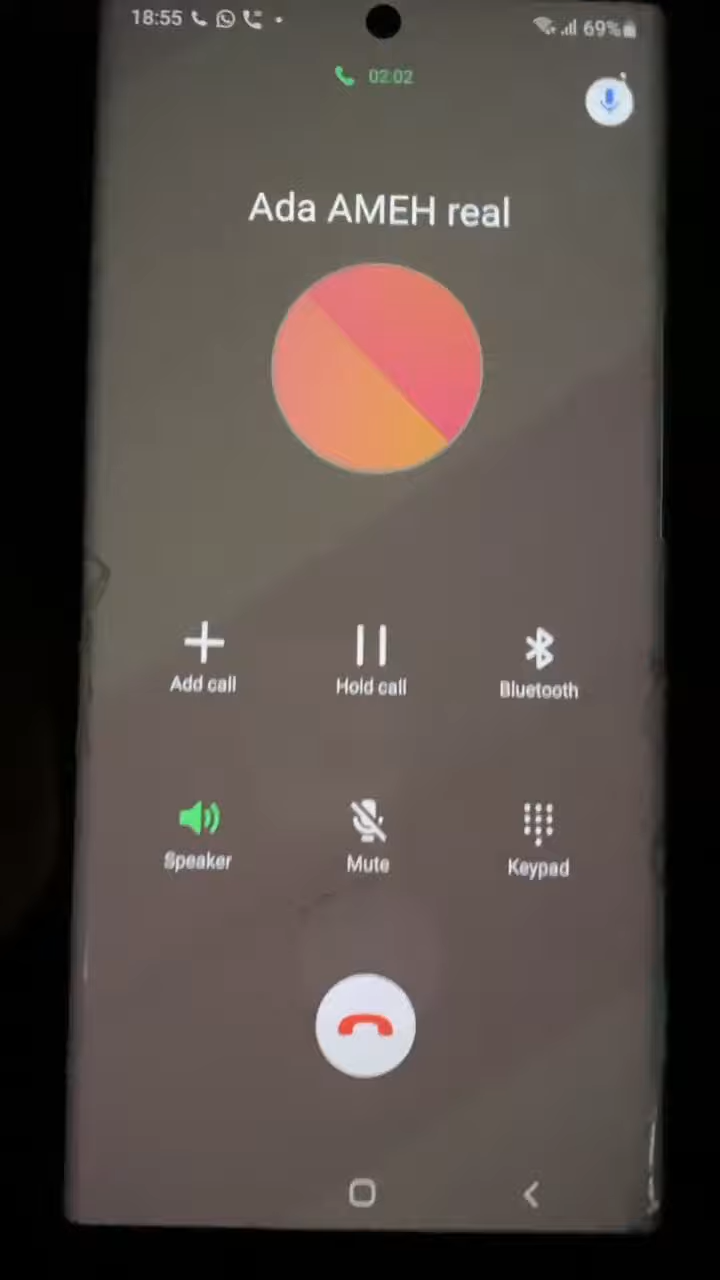 18:55
69%
02:02
Ada AMEH real
Add call
Hold call
Bluetooth
Speaker
Mute
Keypad